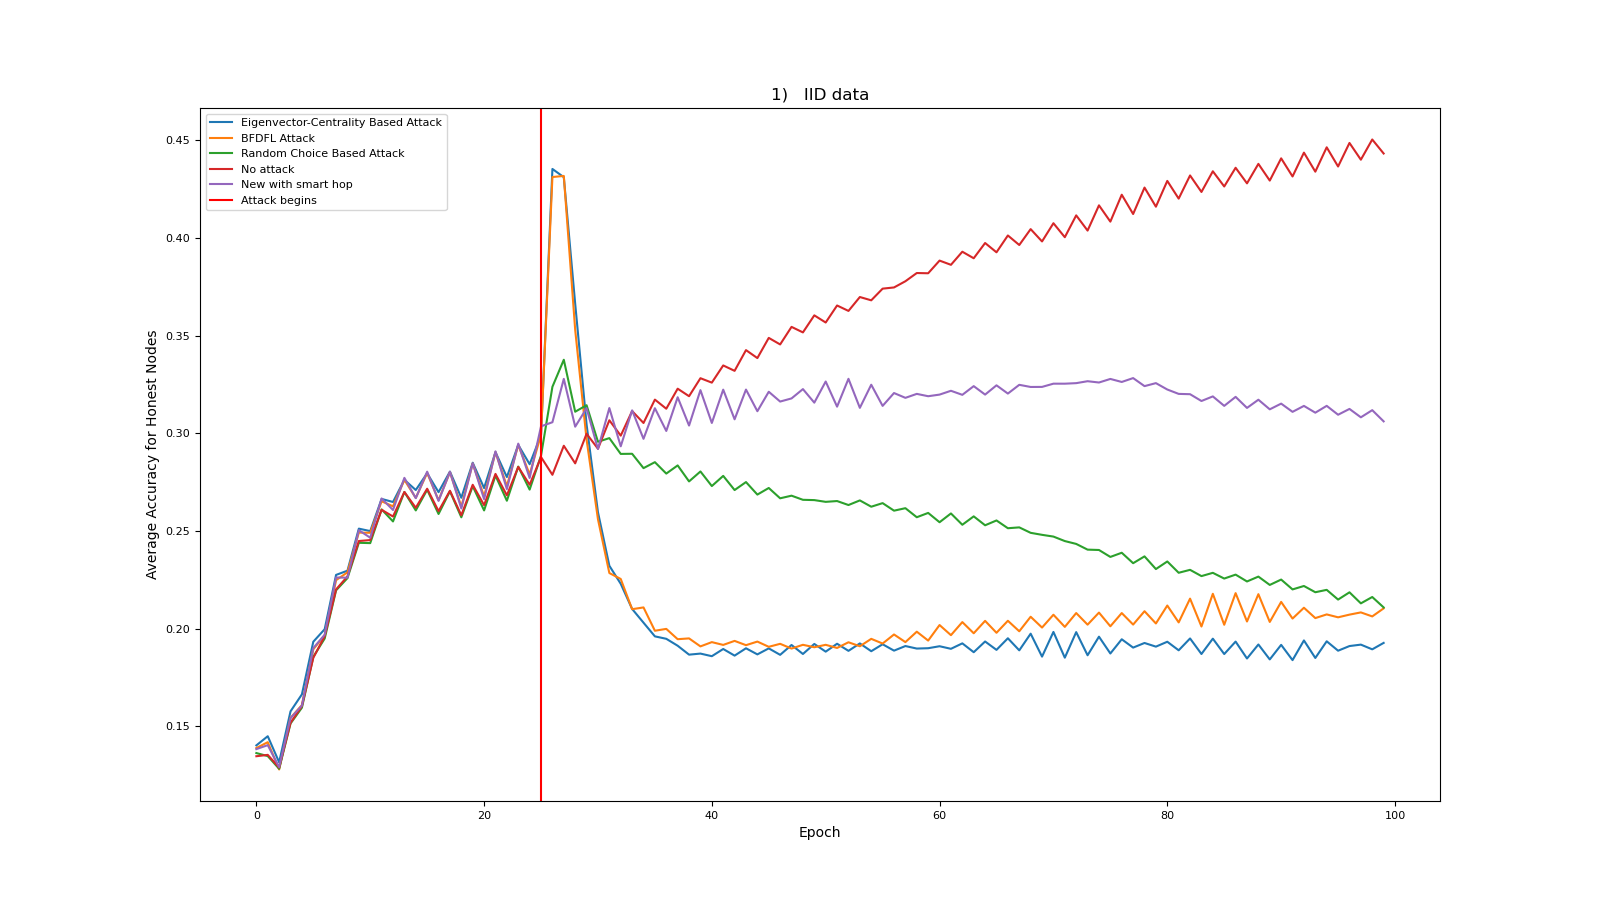 1) IID data
Eigenvector-Centrality Based Attack
BFDFL Attack
Random Choice Based Attack
No attack
New with smart hop
Attack begins
Average Accuracy for Honest Nodes
0.45
0.40
0.35
0.30
0.25
0.20
0.15
0 20 40 60 80 100
Epoch